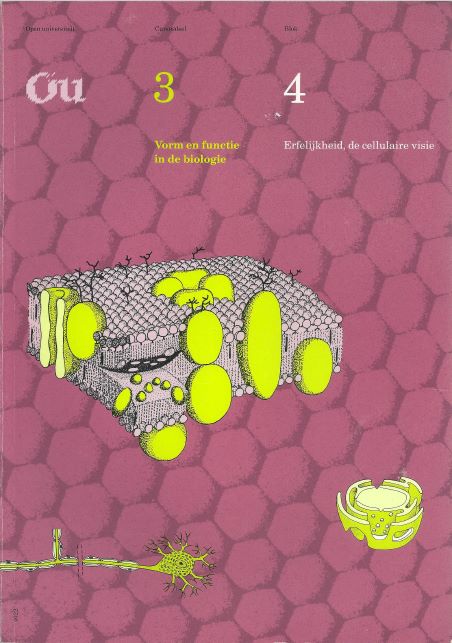 Open universiteit
Cursusdeel
Blok
Ou
3
4
Vorm en functie
in de biologie
Erfelijkheid, de cellulaire visie